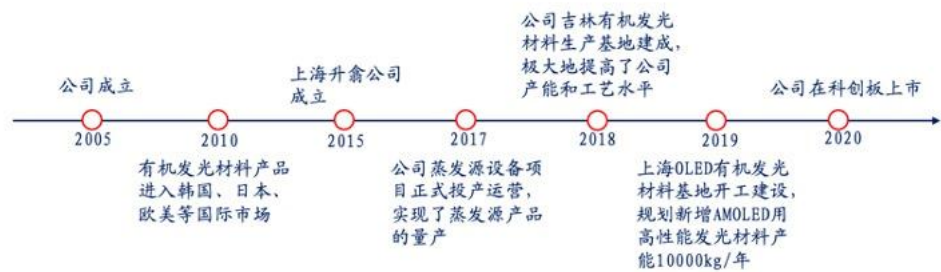 公司成立
2005
2010
有机发光材料产品
进入韩国、日本、
欧美等国际市场
上海升翕公司
成立
2015
2017
公司蒸发源设备项
目正式投产运营，
实现了蒸发源产品
的量产
公司吉林有机发光
材料生产基地建成，
极大地提高了公司
产能和工艺水平
2018
2019
上海OLED有机发光
材料基地开工建设，
规划新增AMOLED用
高性能发光材料产
能10000kg/年
公司在科创板上市
2020